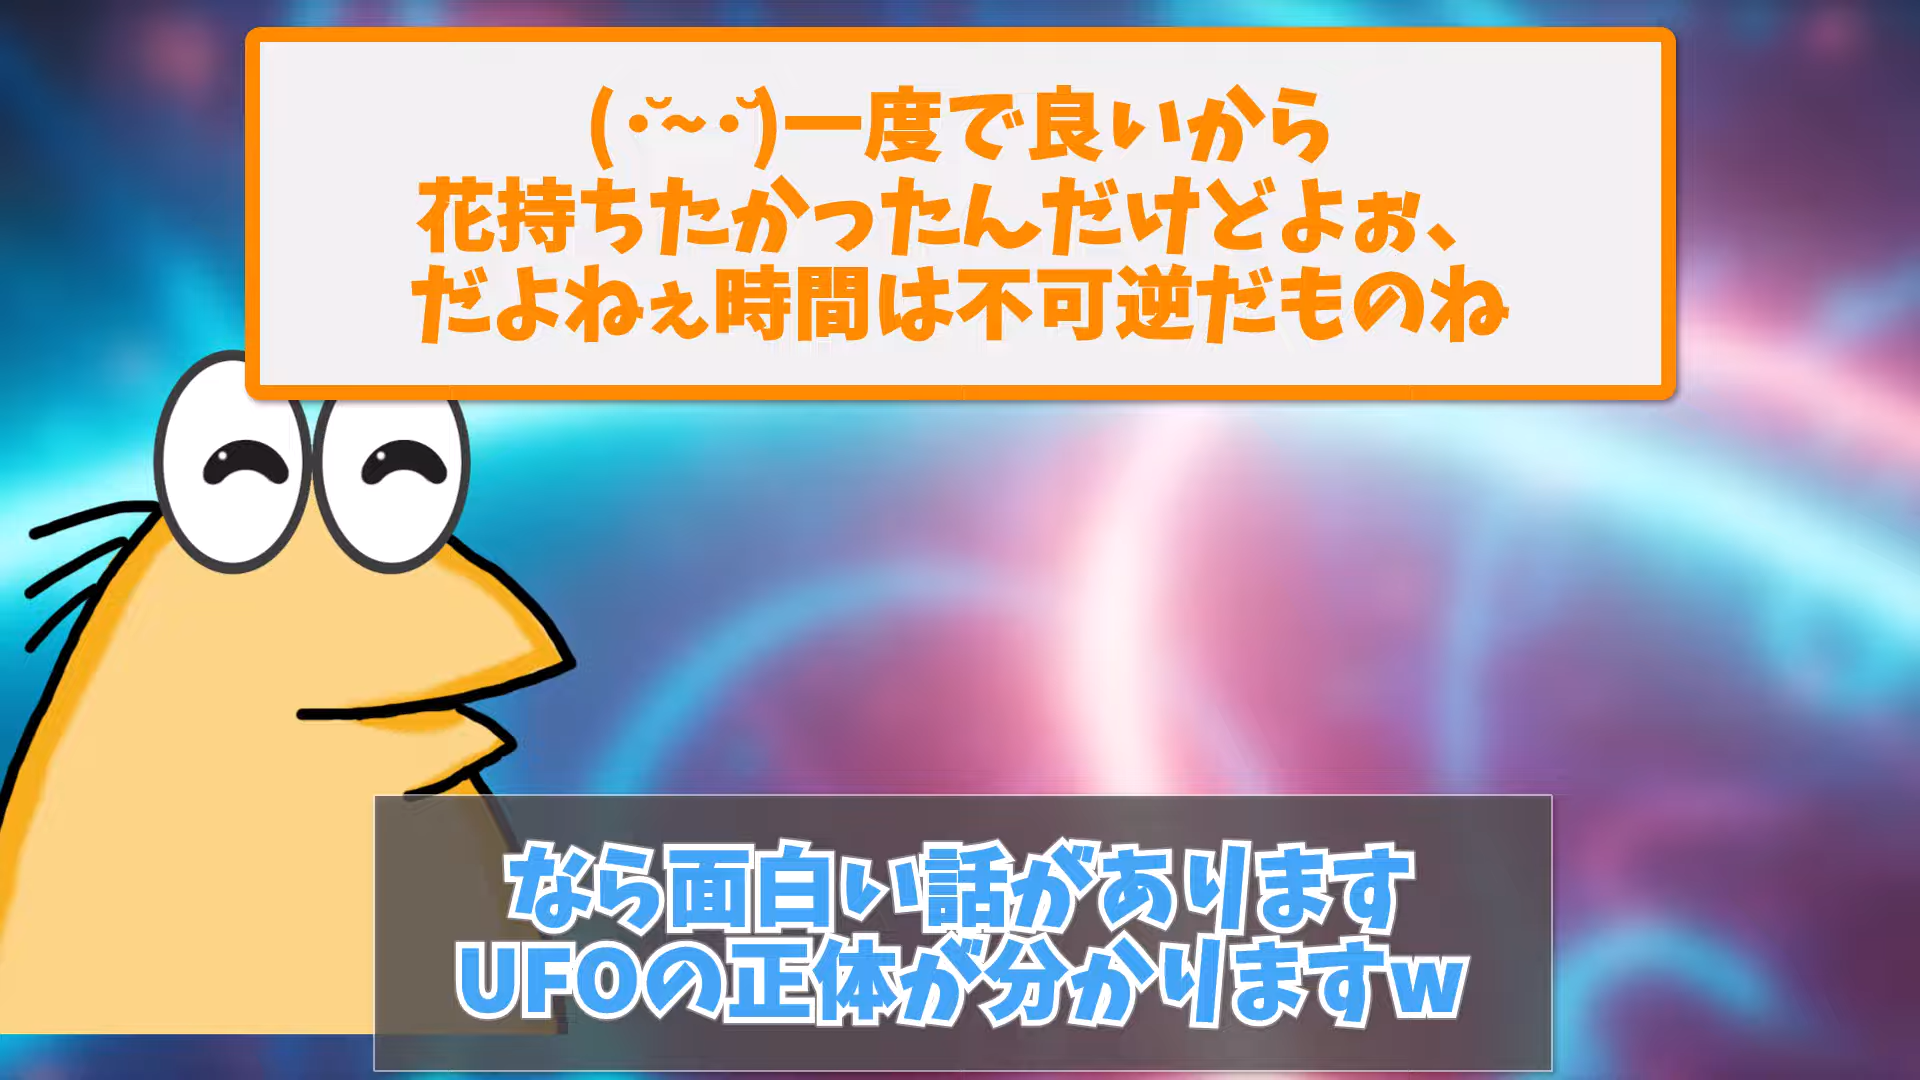 (･᷄~･᷅)一度で良いから
花持ちたかったんだけどよぉ、
だよねぇ時間は不可逆だものね
なら面白い話があります
UFOの正体が分かりますw